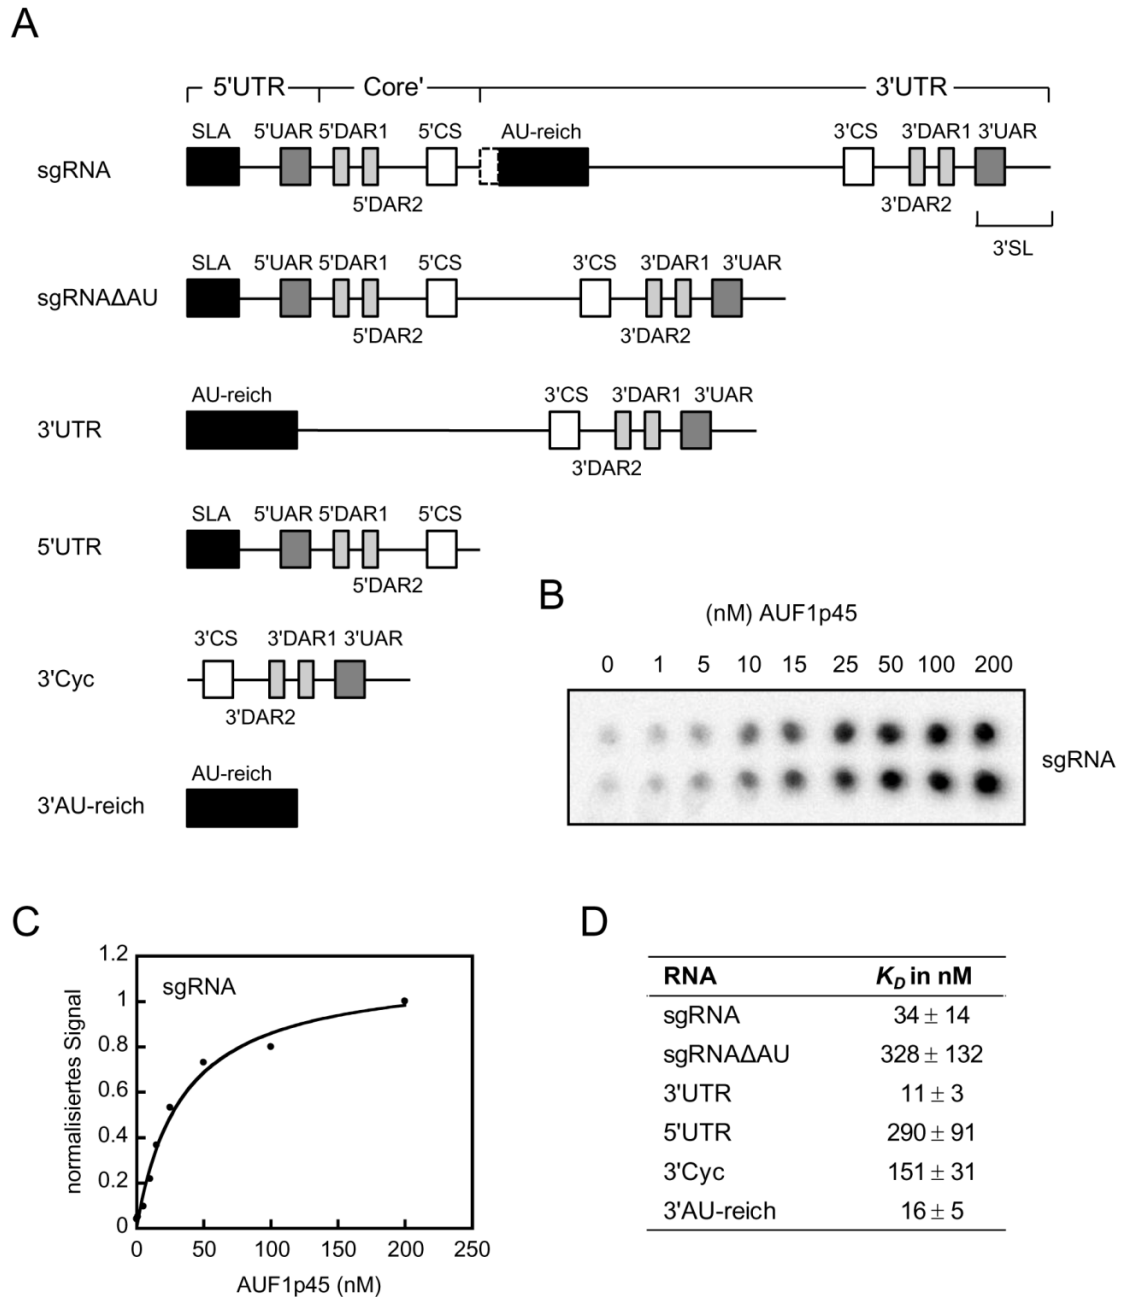 A
5'UTR Core' 3'UTR
SLA 5'UAR 5'DAR1 5'CS AU-reich 3'CS 3'DAR1 3'UAR
sgRNA
5'DAR2 3'DAR2
3'SL
SLA 5'UAR 5'DAR1 5'CS 3'CS 3'DAR1 3'UAR
sgRNAΔAU
5'DAR2 3'DAR2
AU-reich 3'CS 3'DAR1 3'UAR
3'UTR
3'DAR2
SLA 5'UAR 5'DAR1 5'CS
5'UTR
5'DAR2
3'CS 3'DAR1 3'UAR
3'Cyc
3'DAR2
AU-reich
3'AU-reich
B
(nM) AUF1p45
0 1 5 10 15 25 50 100 200
sgRNA
C
sgRNA
normalisiertes Signal
1.2
1
0.8
0.6
0.4
0.2
0
0 50 100 150 200 250
AUF1p45 (nM)
D
RNA K_D in nM
sgRNA 34 ± 14
sgRNAΔAU 328 ± 132
3'UTR 11 ± 3
5'UTR 290 ± 91
3'Cyc 151 ± 31
3'AU-reich 16 ± 5